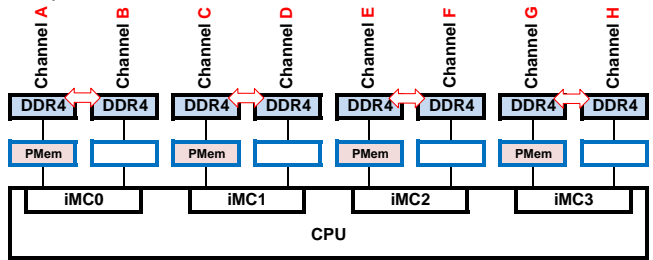 Channel A
Channel B
Channel C
Channel D
Channel E
Channel F
Channel G
Channel H
DDR4 DDR4 DDR4 DDR4 DDR4 DDR4 DDR4 DDR4
PMem PMem PMem PMem
iMC0 iMC1 iMC2 iMC3
CPU